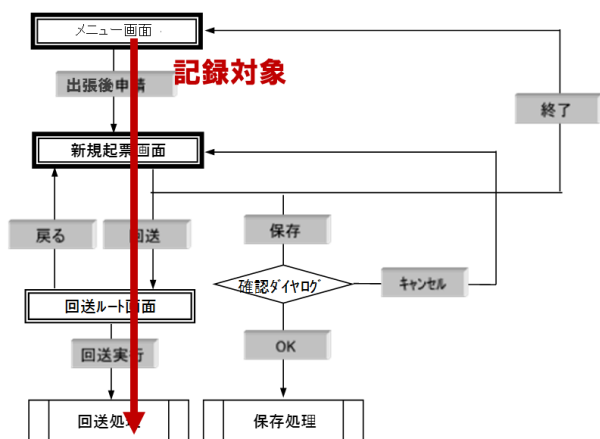 メニュー画面
記録対象
出張後申請
終了
新規起票画面
戻る
回送
保存
確認ダイヤログ
キャンセル
回送ルート画面
回送実行
OK
回送処理
保存処理